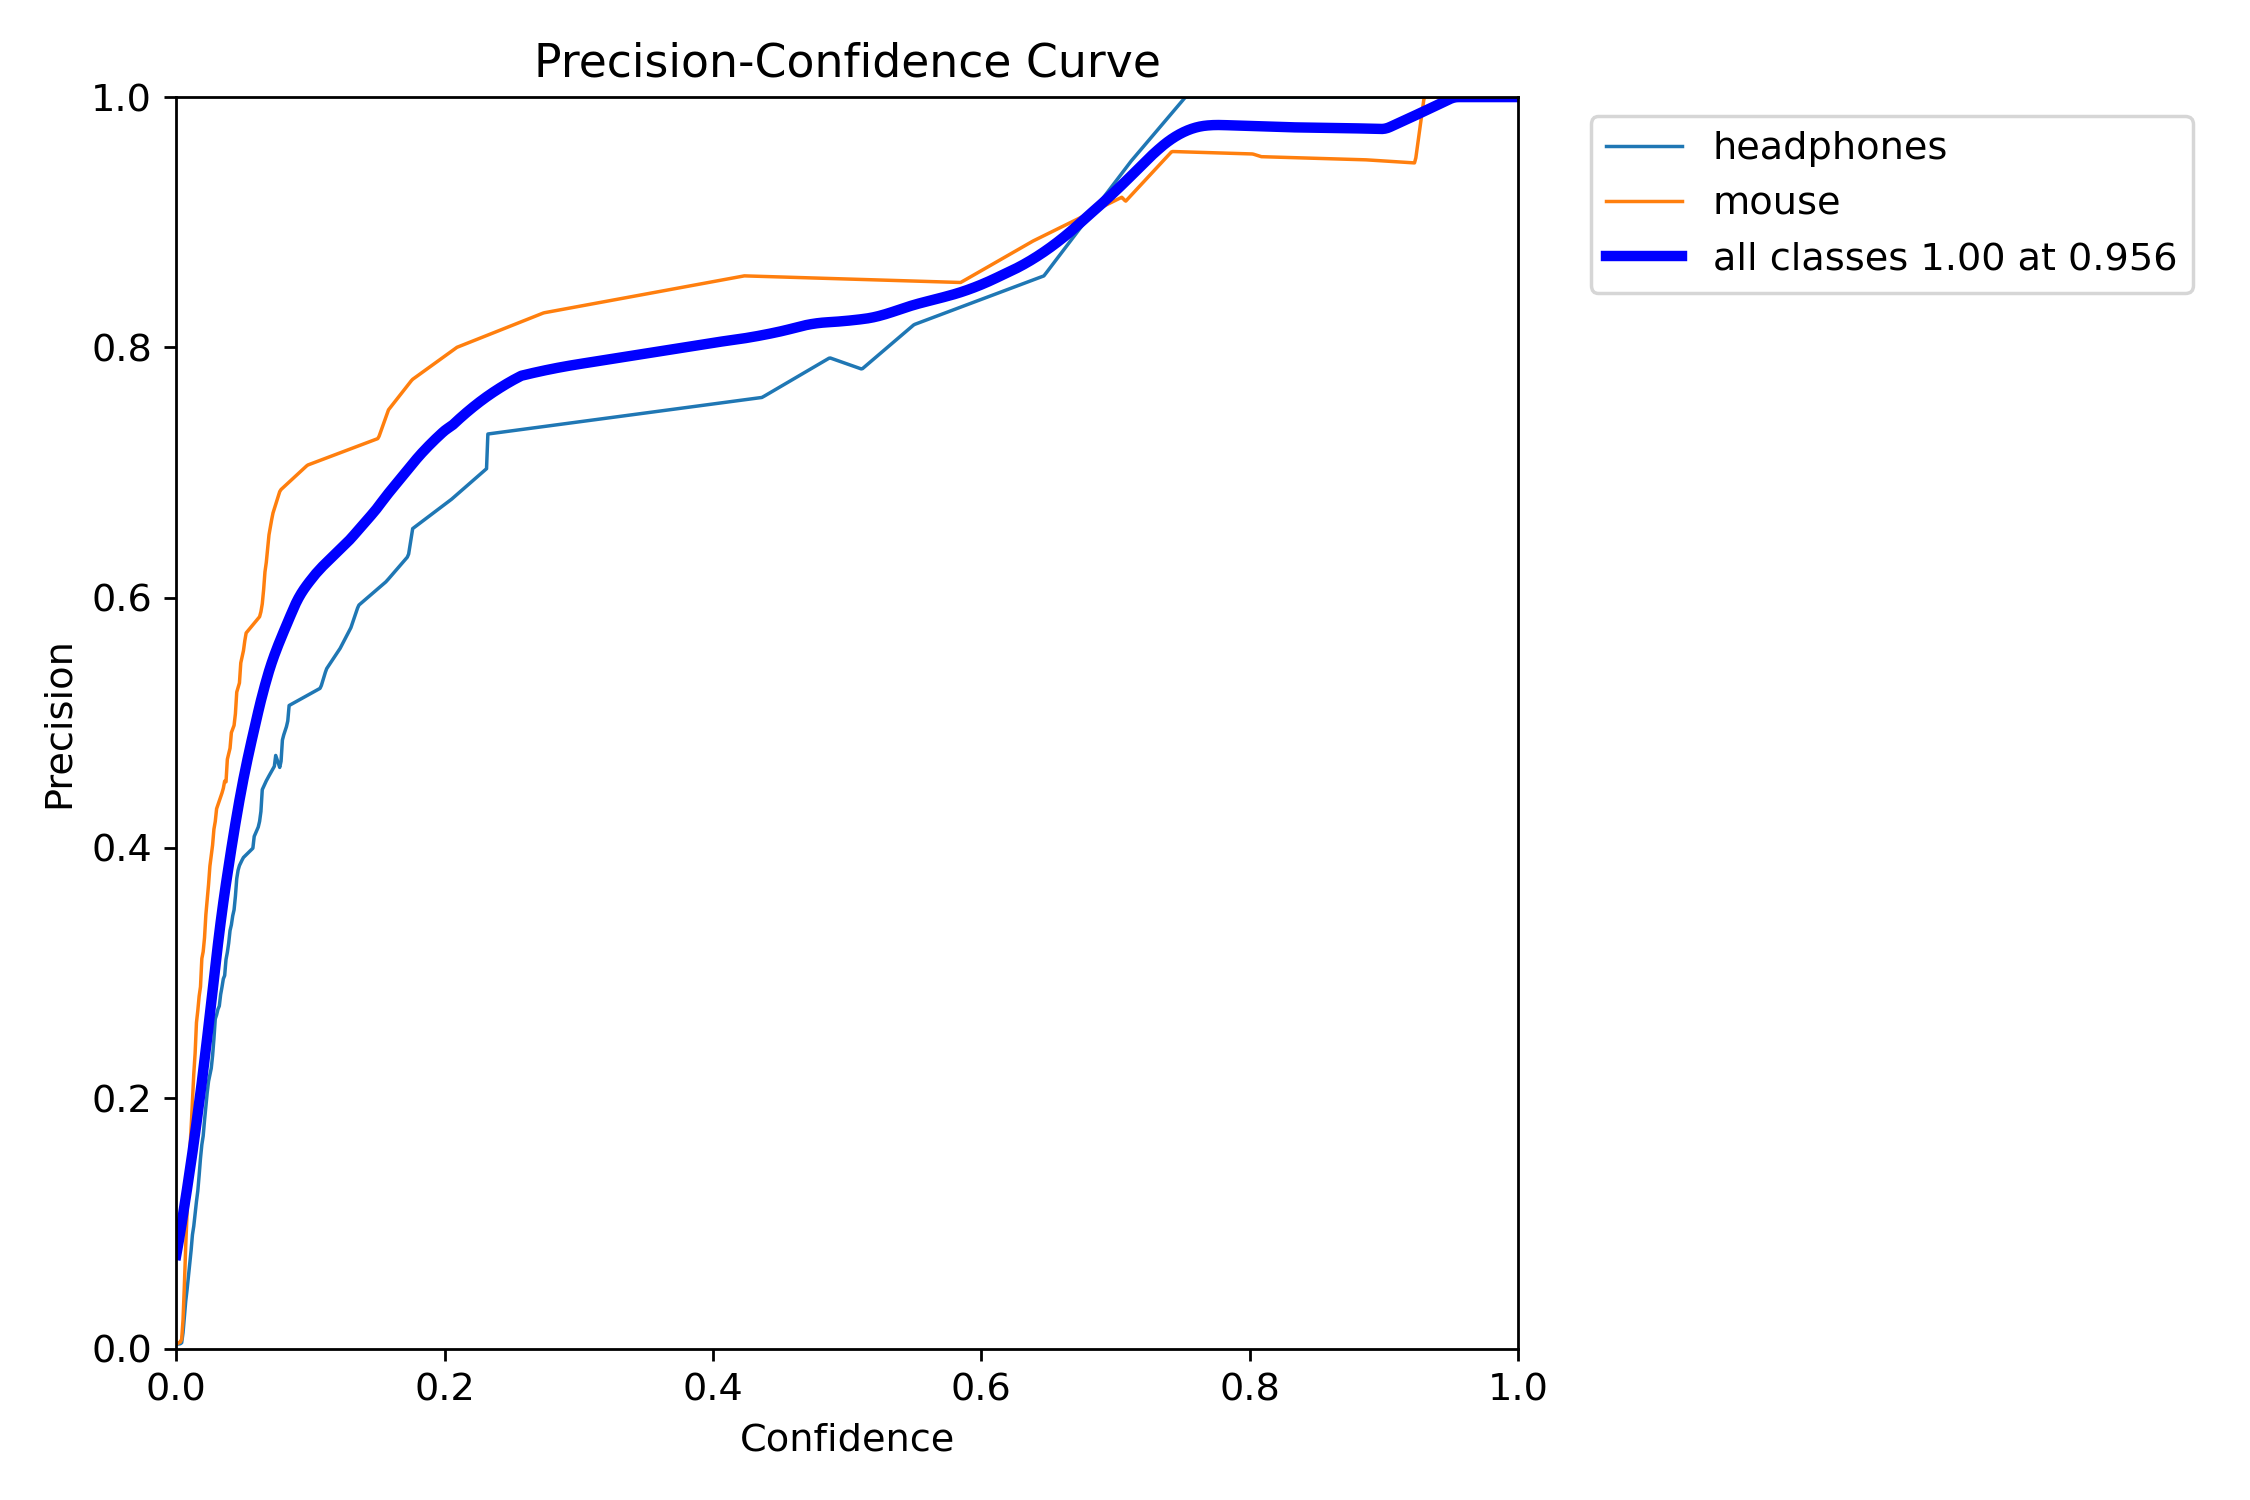 Precision-Confidence Curve
1.0
0.8
0.6
0.4
0.2
0.0
Precision
0.0 0.2 0.4 0.6 0.8 1.0
Confidence
headphones
mouse
all classes 1.00 at 0.956